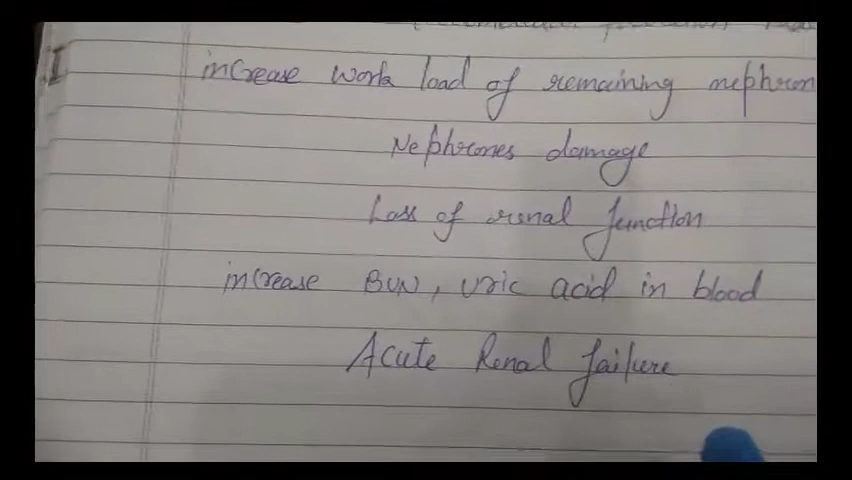 increase work load of remaining nephron
Nephrones damage
Loss of renal function
increase BUN, uric acid in blood
Acute Renal failure